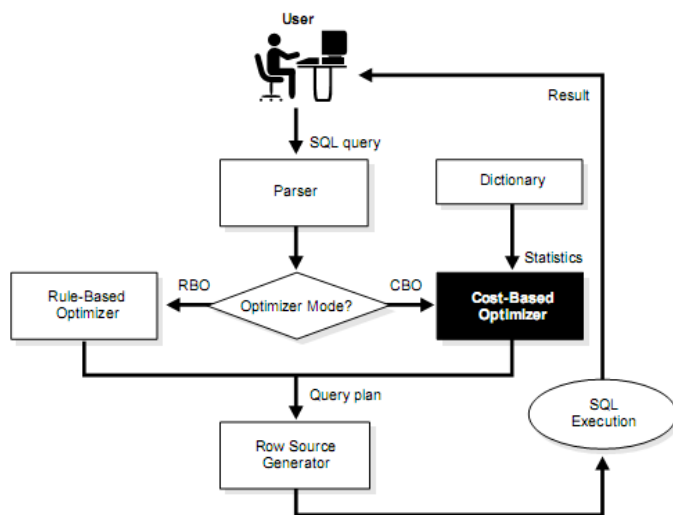 User
Result
SQL query
Parser
Dictionary
Statistics
RBO
CBO
Rule-Based
Optimizer
Optimizer Mode?
Cost-Based
Optimizer
Query plan
Row Source
Generator
SQL
Execution